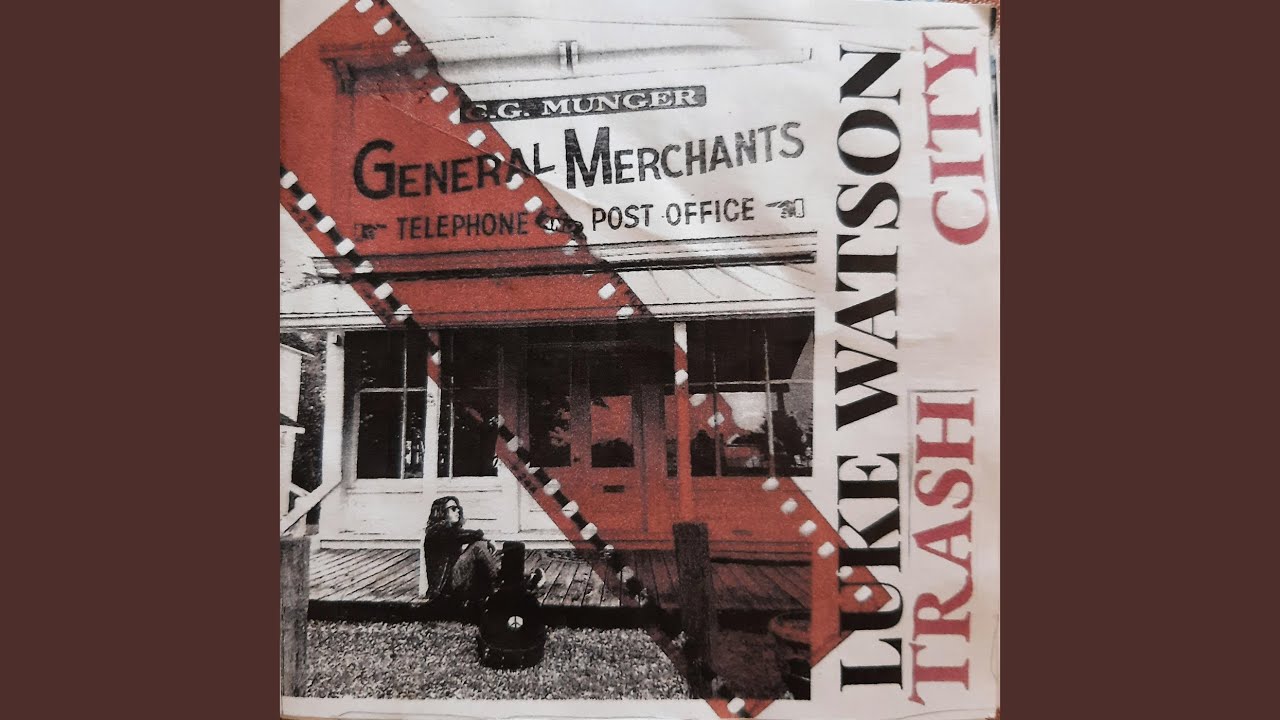 C.G. MUNGER
GENERAL MERCHANTS
TELEPHONE POST OFFICE
LUKE WATSON
TRASH CITY